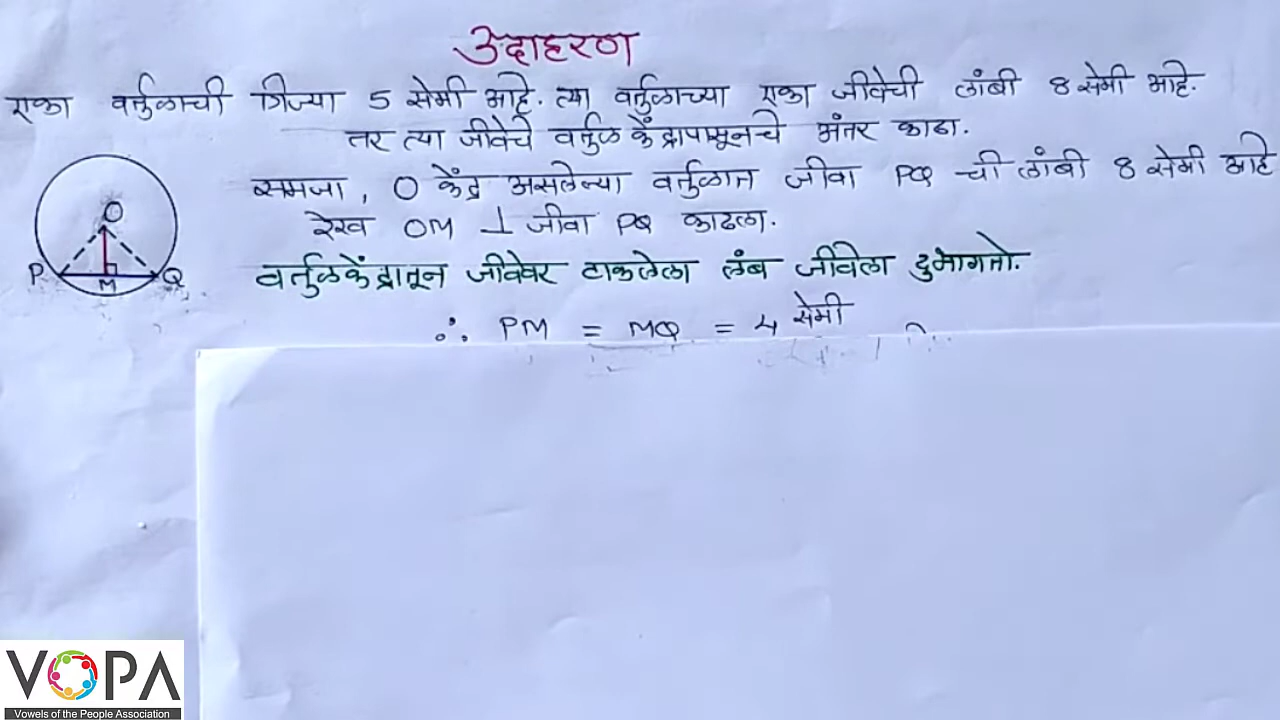 उदाहरण
एका वर्तुळाची त्रिज्या 5 सेमी आहे. त्या वर्तुळाच्या एका जीवेची लांबी 8 सेमी आहे.
तर त्या जीवेचे वर्तुळ केंद्रापासूनचे अंतर काढा.
समजा, O केंद्र असलेल्या वर्तुळात जीवा PQ ची लांबी 8 सेमी आहे
रेख OM ⊥ जीवा PQ काढला.
वर्तुळकेंद्रातून जीवेवर टाकलेला लंब जीवेला दुभागतो.
∴ PM = MQ = 4 सेमी
O
P M Q
VOPA
Vowels of the People Association